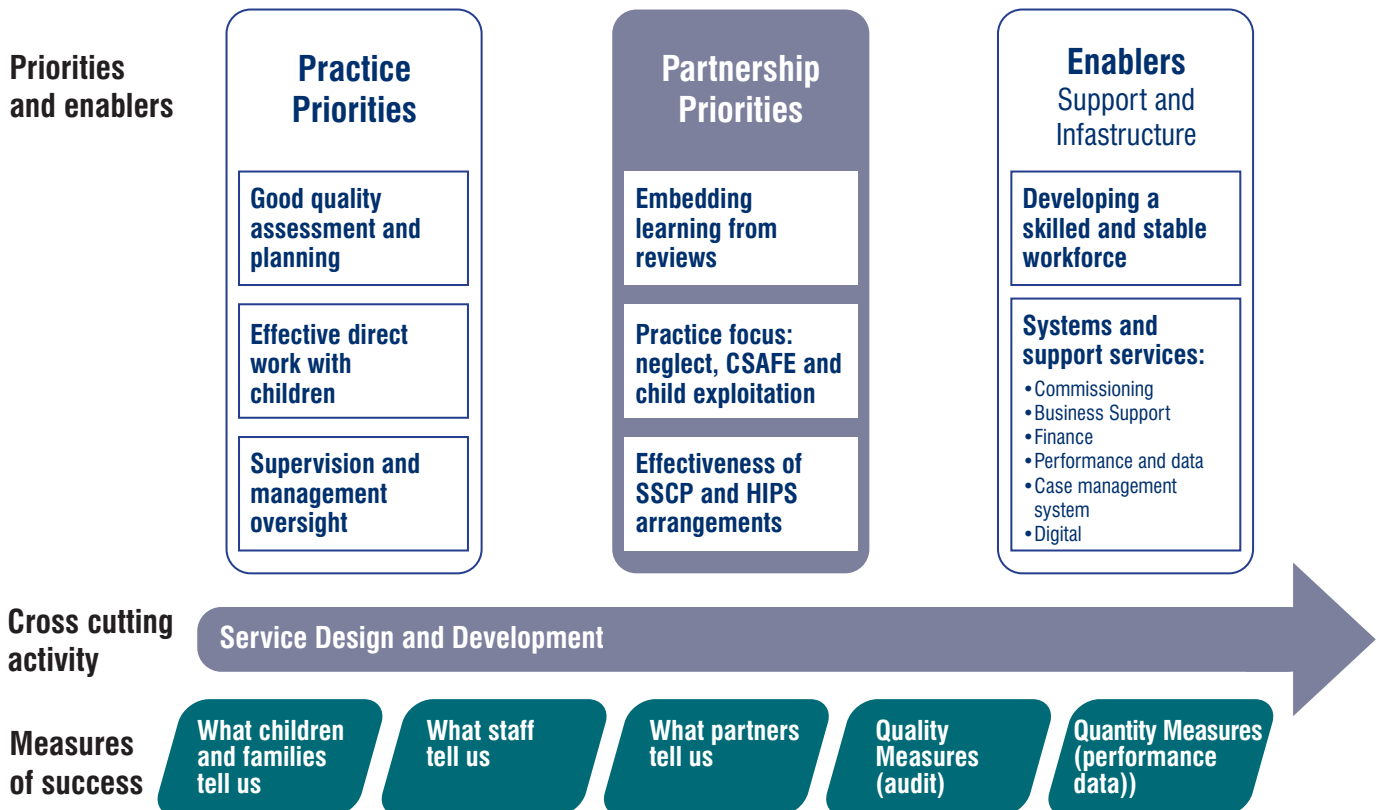 Priorities
and enablers
Practice
Priorities
Good quality
assessment and
planning
Effective direct
work with
children
Supervision and
management
oversight
Partnership
Priorities
Embedding
learning from
reviews
Practice focus:
neglect, CSAFE and
child exploitation
Effectiveness of
SSCP and HIPS
arrangements
Enablers
Support and
Infastructure
Developing a
skilled and stable
workforce
Systems and
support services:
•Commissioning
•Business Support
•Finance
•Performance and data
•Case management
system
•Digital
Cross cutting
activity
Service Design and Development
Measures
of success
What children
and families
tell us
What staff
tell us
What partners
tell us
Quality
Measures
(audit)
Quantity Measures
(performance
data))